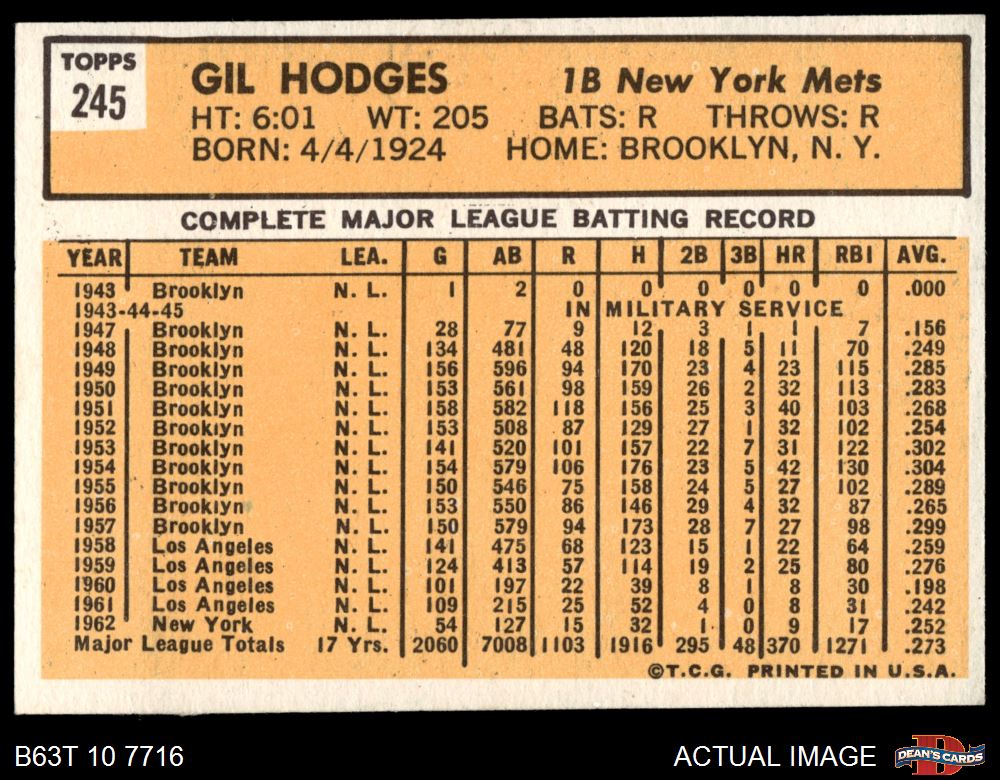 TOPPS
245
GIL HODGES 1B New York Mets
HT: 6:01 WT: 205 BATS: R THROWS: R
BORN: 4/4/1924 HOME: BROOKLYN, N. Y.
COMPLETE MAJOR LEAGUE BATTING RECORD
YEAR TEAM LEA. G AB R H 2B 3B HR RBI AVG.
1943 Brooklyn N. L. 1 2 0 0 0 0 0 0 .000
1943-44-45 IN MILITARY SERVICE
1947 Brooklyn N. L. 28 77 9 12 3 1 1 7 .156
1948 Brooklyn N. L. 134 481 48 120 18 5 11 70 .249
1949 Brooklyn N. L. 156 596 94 170 23 4 23 115 .285
1950 Brooklyn N. L. 153 561 98 159 26 2 32 113 .283
1951 Brooklyn N. L. 158 582 118 156 25 3 40 103 .268
1952 Brooklyn N. L. 153 508 87 129 27 1 32 102 .254
1953 Brooklyn N. L. 141 520 101 157 22 7 31 122 .302
1954 Brooklyn N. L. 154 579 106 176 23 5 42 130 .304
1955 Brooklyn N. L. 150 546 75 158 24 5 27 102 .289
1956 Brooklyn N. L. 153 550 86 146 29 4 32 87 .265
1957 Brooklyn N. L. 150 579 94 173 28 7 27 98 .299
1958 Los Angeles N. L. 141 475 68 123 15 1 22 64 .259
1959 Los Angeles N. L. 124 413 57 114 19 2 25 80 .276
1960 Los Angeles N. L. 101 197 22 39 8 1 8 30 .198
1961 Los Angeles N. L. 109 215 25 52 4 0 8 31 .242
1962 New York N. L. 54 127 15 32 1 0 9 17 .252
Major League Totals 17 Yrs. 2060 7008 1103 1916 295 48 370 1271 .273
©T.C.G. PRINTED IN U.S.A.
B63T 10 7716 ACTUAL IMAGE DEAN'S CARDS